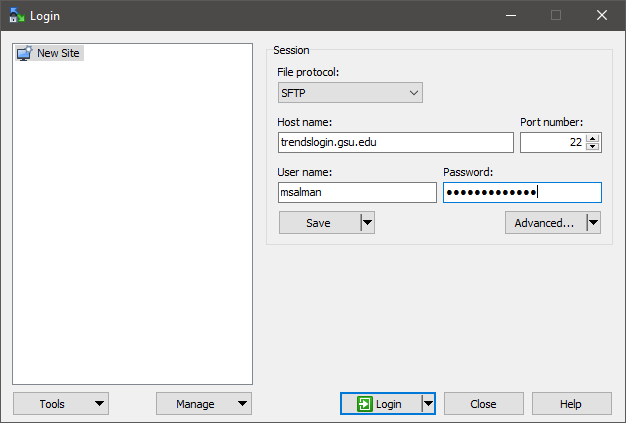 Login
New Site
Session
File protocol:
SFTP
Host name:
Port number:
trendslogin.gsu.edu
22
User name:
Password:
msalman
●●●●●●●●●●●●●
Save
Advanced...
Tools
Manage
Login
Close
Help